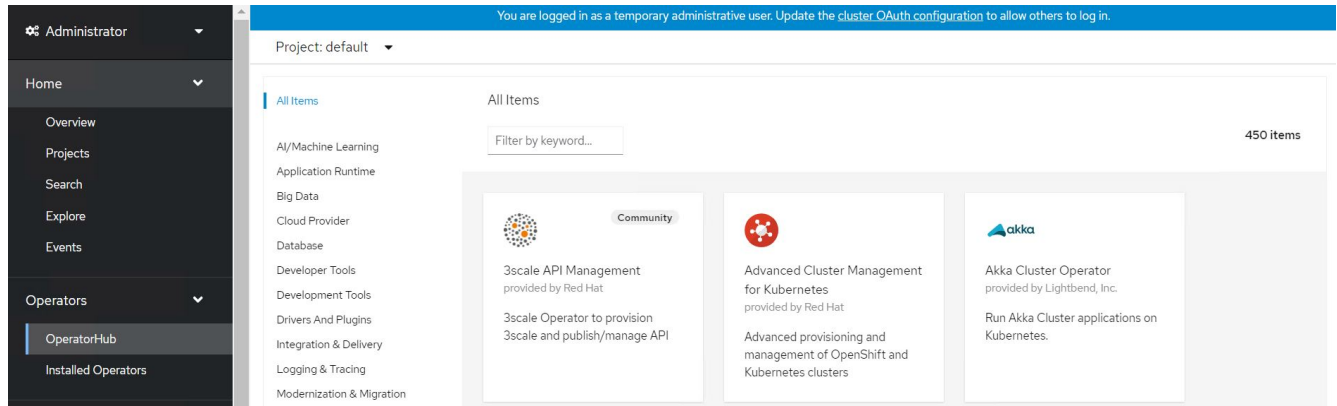 You are logged in as a temporary administrative user. Update the cluster OAuth configuration to allow others to log in.
Administrator
Home
Overview
Projects
Search
Explore
Events
Operators
OperatorHub
Installed Operators
Project: default
All Items
AI/Machine Learning
Application Runtime
Big Data
Cloud Provider
Database
Developer Tools
Development Tools
Drivers And Plugins
Integration & Delivery
Logging & Tracing
Modernization & Migration
All Items
Filter by keyword...
450 items
Community
3scale API Management
provided by Red Hat
3scale Operator to provision
3scale and publish/manage API
Advanced Cluster Management
for Kubernetes
provided by Red Hat
Advanced provisioning and
management of OpenShift and
Kubernetes clusters
akka
Akka Cluster Operator
provided by Lightbend, Inc.
Run Akka Cluster applications on
Kubernetes.